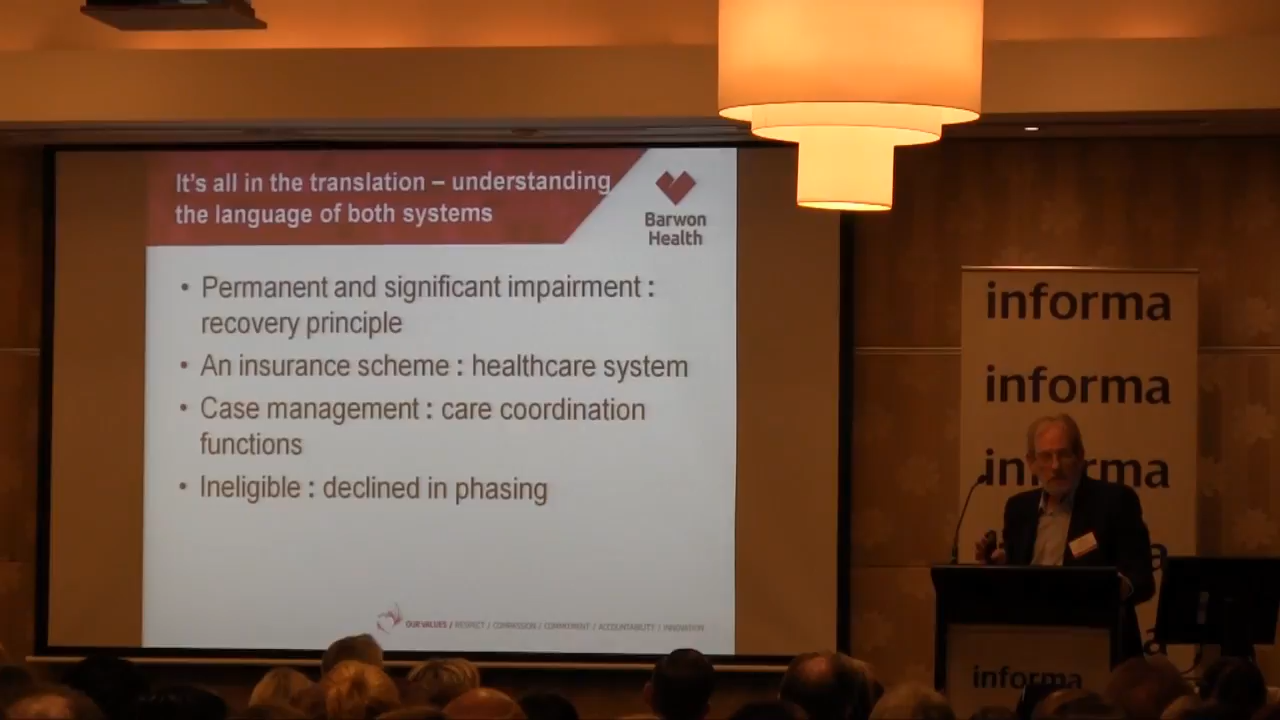 It's all in the translation – understanding
the language of both systems
Barwon
Health
• Permanent and significant impairment :
recovery principle
• An insurance scheme : healthcare system
• Case management : care coordination
functions
• Ineligible : declined in phasing
OUR VALUES / RESPECT / COMPASSION / COMMITMENT / ACCOUNTABILITY / INNOVATION
informa
informa
informa
informa